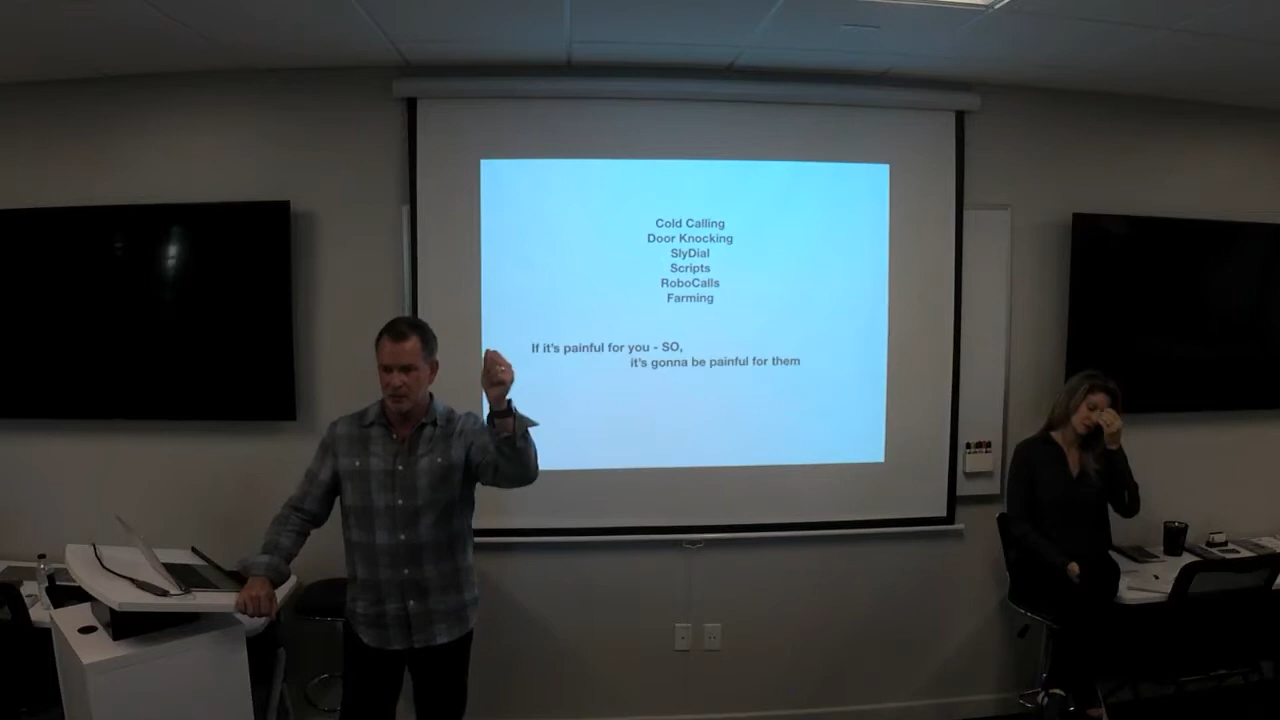 Cold Calling
Door Knocking
SlyDial
Scripts
RoboCalls
Farming
If it's painful for you - SO,
it's gonna be painful for them